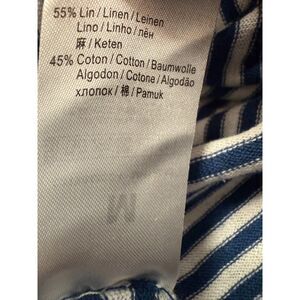 55% Lin / Linen / Leinen
Lino / Linho / лён
麻 / Keten
45% Coton / Cotton / Baumwolle
Algodon / Cotone / Algodão
хлопок / 棉 / Pamuk
M